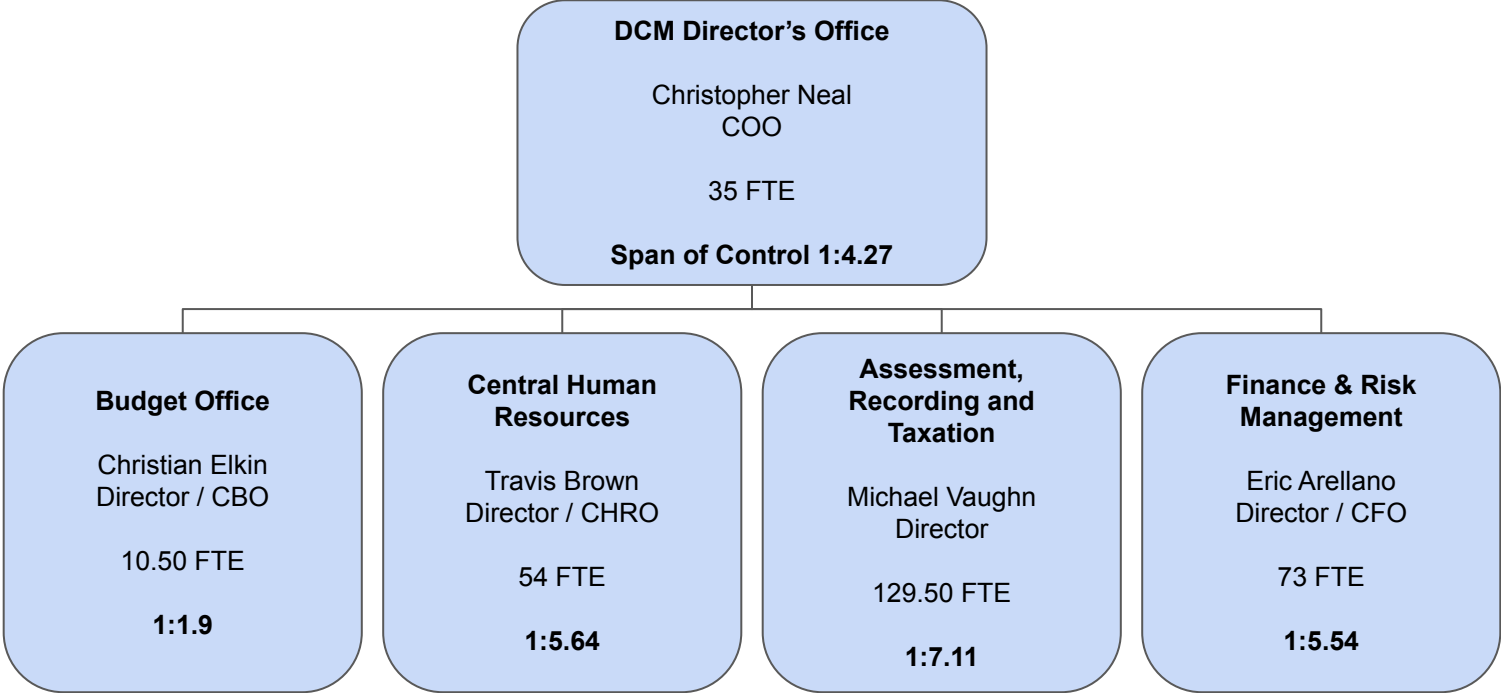 DCM Director’s Office
Christopher Neal
COO
35 FTE
Span of Control 1:4.27
Budget Office
Christian Elkin
Director / CBO
10.50 FTE
1:1.9
Central Human
Resources
Travis Brown
Director / CHRO
54 FTE
1:5.64
Assessment,
Recording and
Taxation
Michael Vaughn
Director
129.50 FTE
1:7.11
Finance & Risk
Management
Eric Arellano
Director / CFO
73 FTE
1:5.54